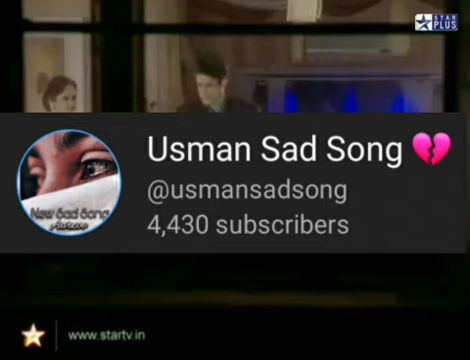 STAR
PLUS
Usman Sad Song 💔
New Sad Song
@usmansadsong
4,430 subscribers
www.startv.in